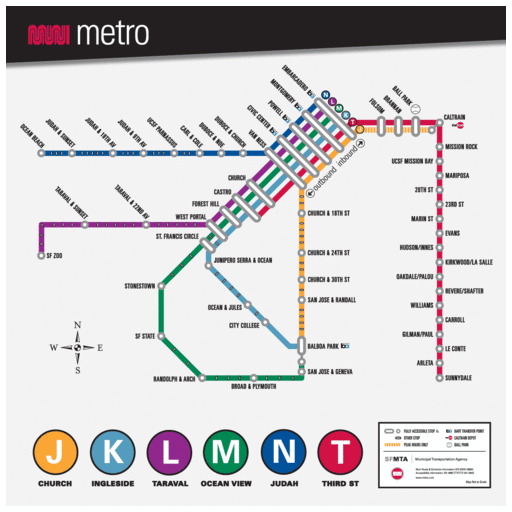 MUNI metro
EMBARCADERO
MONTGOMERY
POWELL
CIVIC CENTER
VAN NESS
N
L
M
K
T
J
BALL PARK
BRANNAN
FOLSOM
CALTRAIN
DUBOCE & CHURCH
DUBOCE & NOE
CARL & COLE
UCSF PARNASSUS
JUDAH & 9TH AV
JUDAH & 19TH AV
JUDAH & SUNSET
OCEAN BEACH
outbound inbound
MISSION ROCK
UCSF MISSION BAY
MARIPOSA
20TH ST
23RD ST
MARIN ST
EVANS
HUDSON/INNES
KIRKWOOD/LA SALLE
OAKDALE/PALOU
REVERE/SHAFTER
WILLIAMS
CARROLL
GILMAN/PAUL
LE CONTE
ARLETA
SUNNYDALE
CHURCH
CASTRO
FOREST HILL
WEST PORTAL
ST. FRANCIS CIRCLE
TARAVAL & 22ND AV
TARAVAL & SUNSET
SF ZOO
CHURCH & 18TH ST
CHURCH & 24TH ST
CHURCH & 30TH ST
SAN JOSE & RANDALL
JUNIPERO SERRA & OCEAN
OCEAN & JULES
CITY COLLEGE
BALBOA PARK
SAN JOSE & GENEVA
STONESTOWN
SF STATE
RANDOLPH & ARCH
BROAD & PLYMOUTH
N
W E
S
J K L M N T
CHURCH INGLESIDE TARAVAL OCEAN VIEW JUDAH THIRD ST
FULLY ACCESSIBLE STOP
OTHER STOP
PEAK HOURS ONLY
BART TRANSFER POINT
CALTRAIN DEPOT
BALL PARK
SFMTA Municipal Transportation Agency
Map Not to Scale